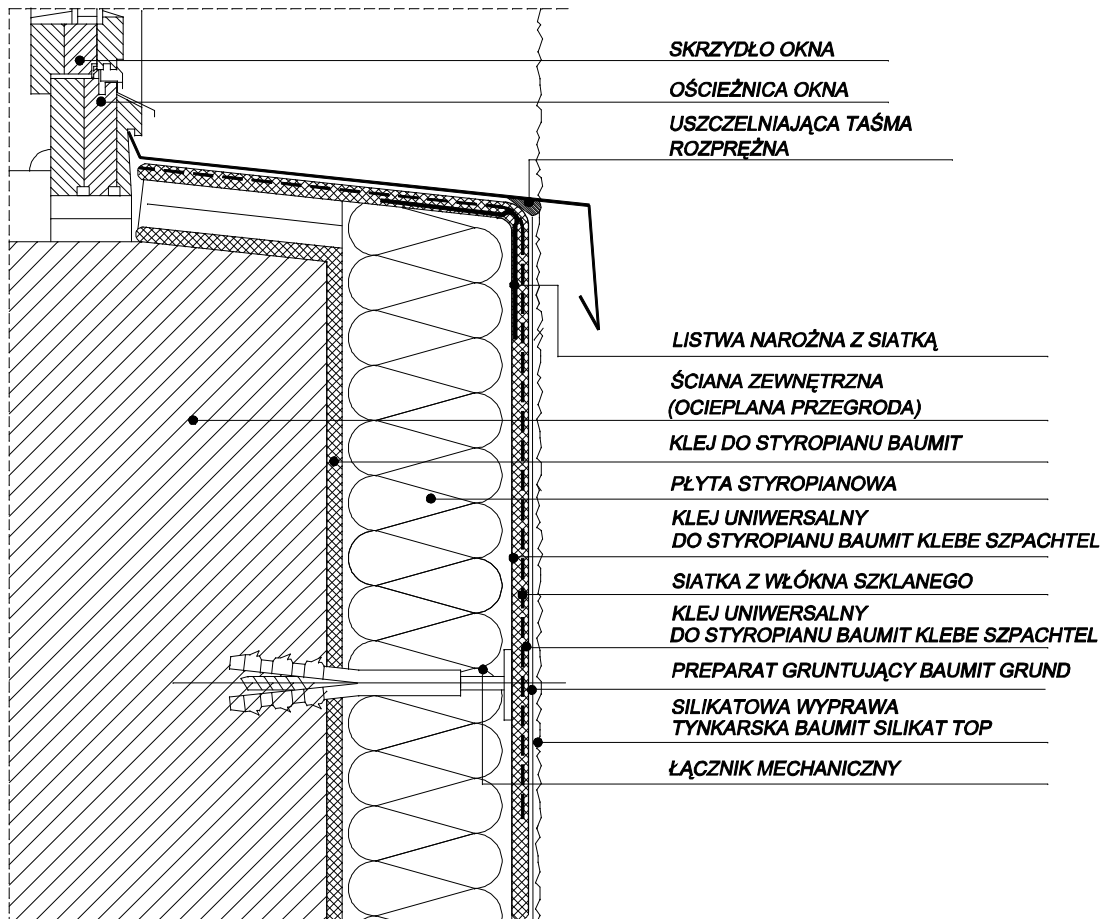 SKRZYDŁO OKNA
OŚCIEŻNICA OKNA
USZCZELNIAJĄCA TAŚMA
ROZPRĘŻNA
LISTWA NAROŻNA Z SIATKĄ
ŚCIANA ZEWNĘTRZNA
(OCIEPLANA PRZEGRODA)
KLEJ DO STYROPIANU BAUMIT
PŁYTA STYROPIANOWA
KLEJ UNIWERSALNY
DO STYROPIANU BAUMIT KLEBE SZPACHTEL
SIATKA Z WŁÓKNA SZKLANEGO
KLEJ UNIWERSALNY
DO STYROPIANU BAUMIT KLEBE SZPACHTEL
PREPARAT GRUNTUJĄCY BAUMIT GRUND
SILIKATOWA WYPRAWA
TYNKARSKA BAUMIT SILIKAT TOP
ŁĄCZNIK MECHANICZNY